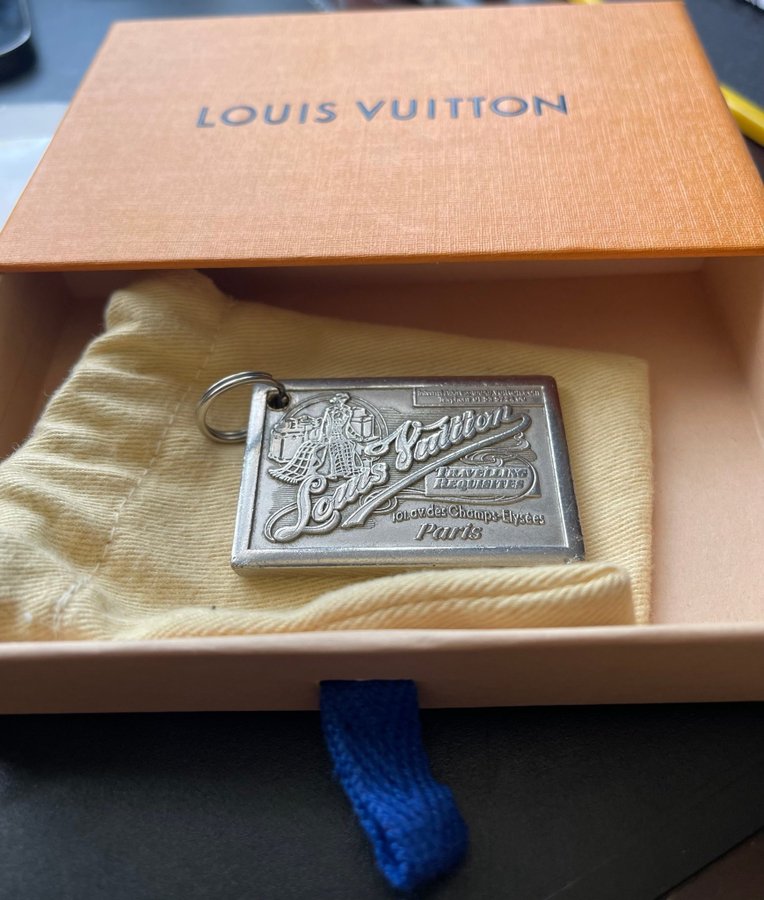 LOUIS VUITTON
Louis Vuitton
TRAVELLING
REQUISITES
101.av.des Champs-Elysées
Paris